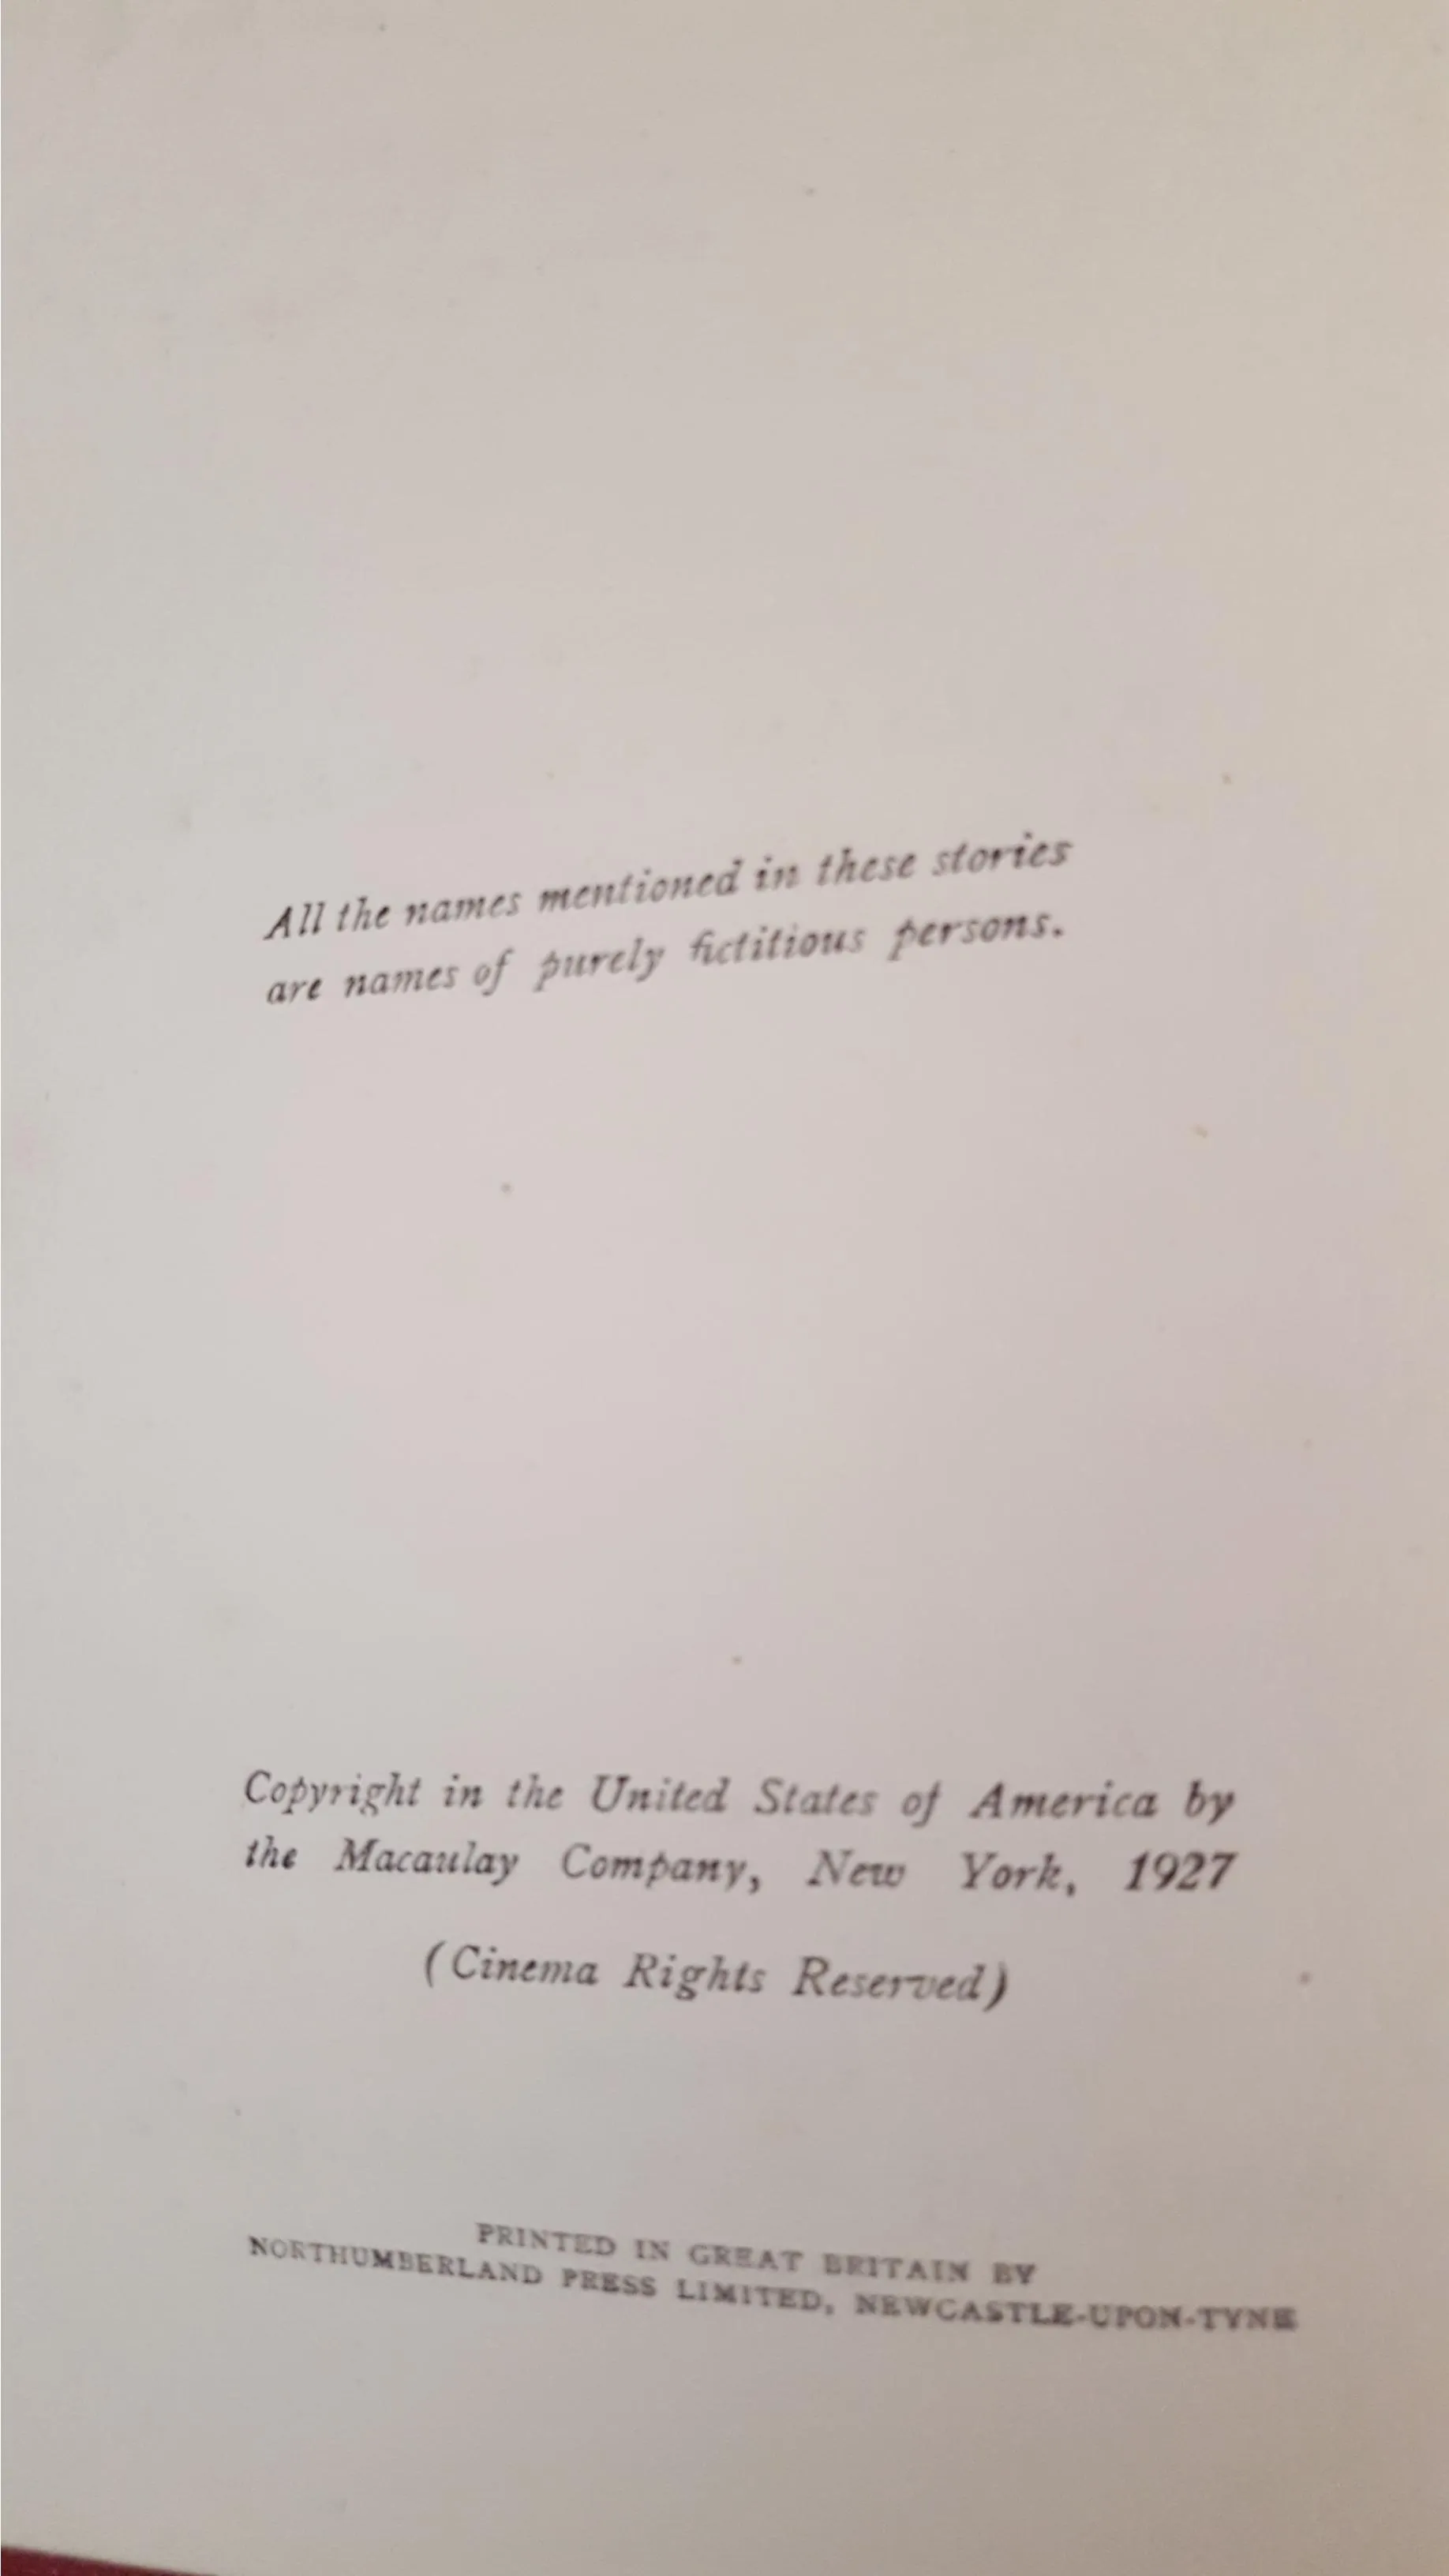 All the names mentioned in these stories
are names of purely fictitious persons.
Copyright in the United States of America by
the Macaulay Company, New York, 1927
(Cinema Rights Reserved)
PRINTED IN GREAT BRITAIN BY
NORTHUMBERLAND PRESS LIMITED, NEWCASTLE-UPON-TYNE